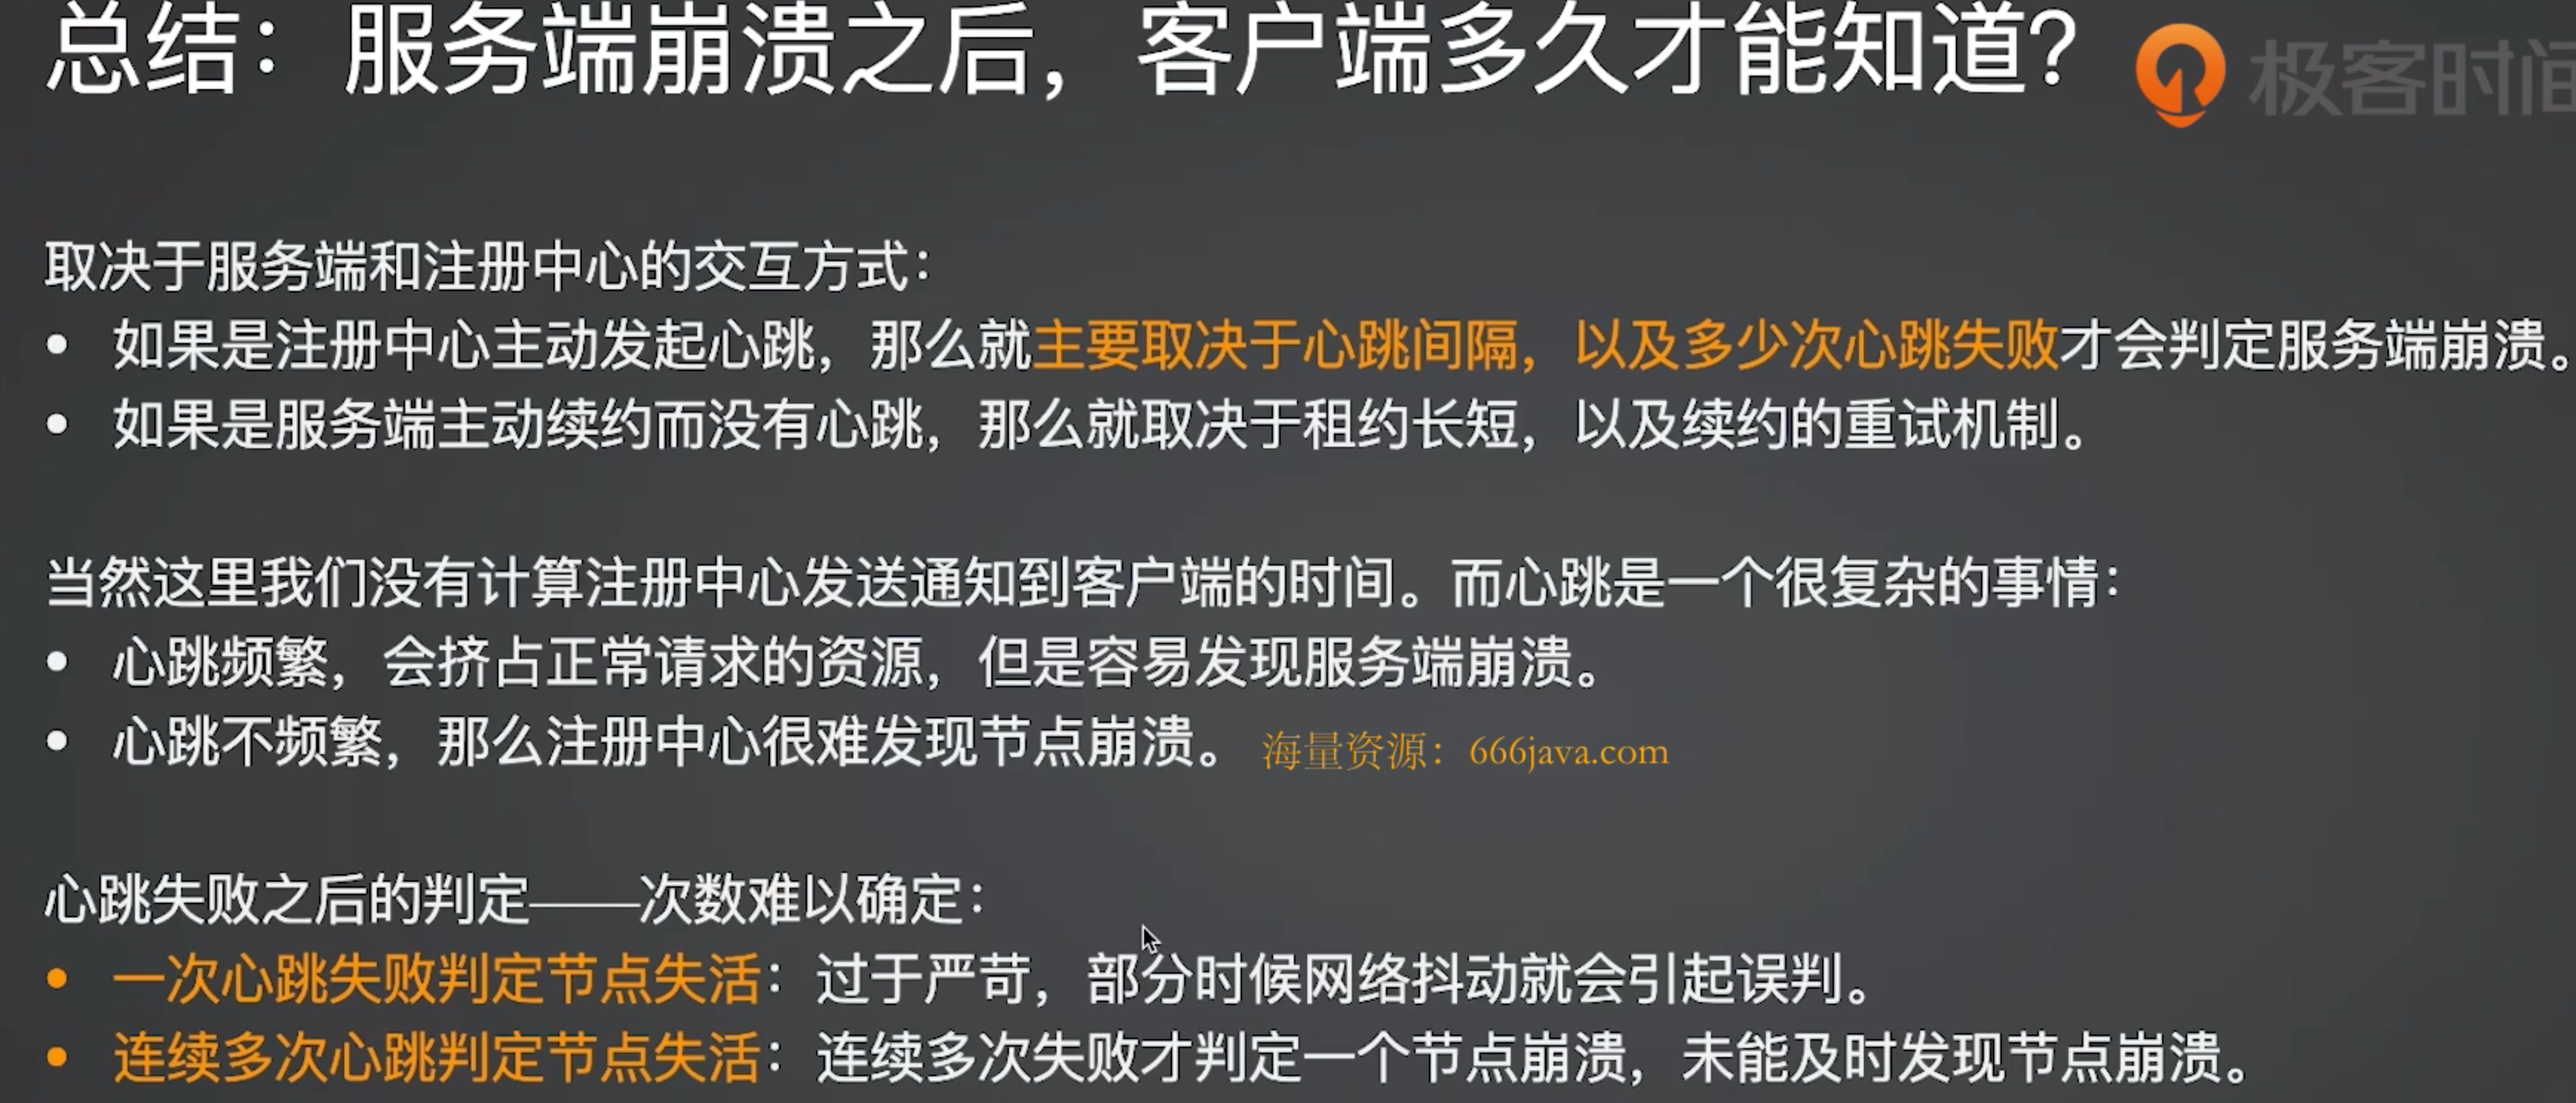 总结：服务端崩溃之后，客户端多久才能知道？
极客时间
取决于服务端和注册中心的交互方式：
• 如果是注册中心主动发起心跳，那么就主要取决于心跳间隔，以及多少次心跳失败才会判定服务端崩溃。
• 如果是服务端主动续约而没有心跳，那么就取决于租约长短，以及续约的重试机制。
当然这里我们没有计算注册中心发送通知到客户端的时间。而心跳是一个很复杂的事情：
• 心跳频繁，会挤占正常请求的资源，但是容易发现服务端崩溃。
• 心跳不频繁，那么注册中心很难发现节点崩溃。 海量资源：666java.com
心跳失败之后的判定——次数难以确定：
• 一次心跳失败判定节点失活：过于严苛，部分时候网络抖动就会引起误判。
• 连续多次心跳判定节点失活：连续多次失败才判定一个节点崩溃，未能及时发现节点崩溃。